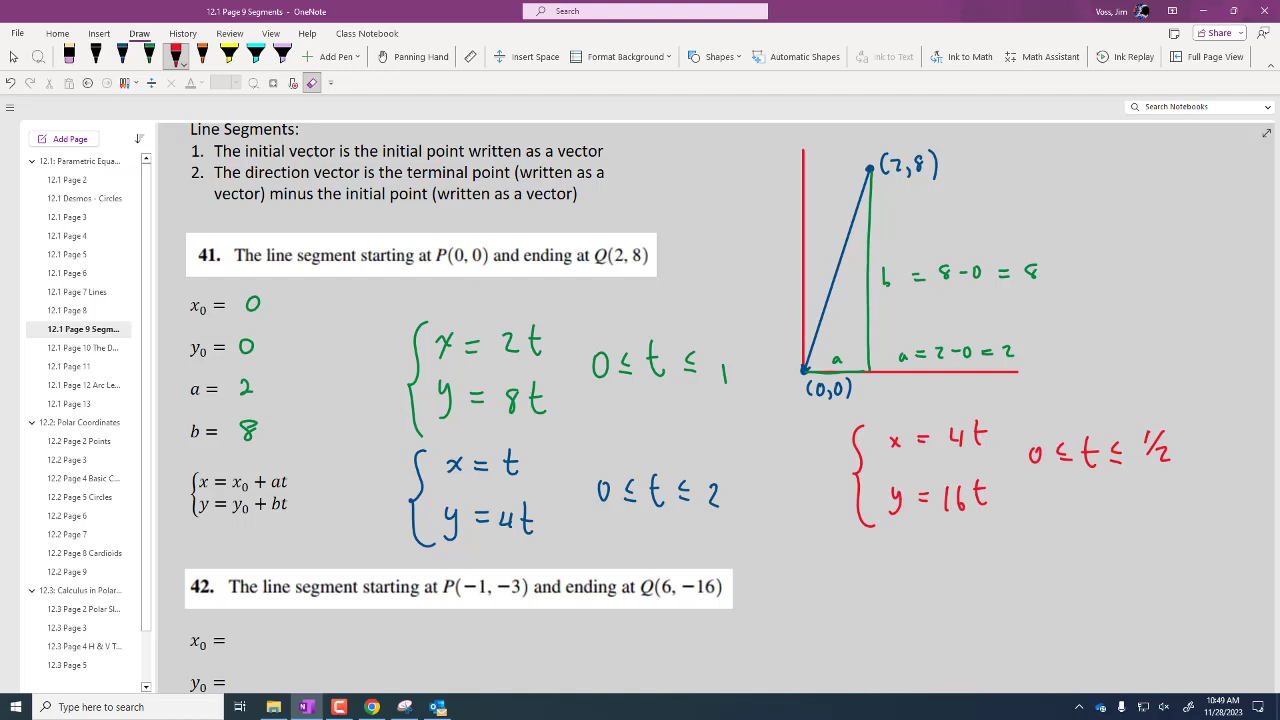 12.1 Page 9 Segments - OneNote
Search
Voss, Jim
File Home Insert Draw History Review View Help Class Notebook
Share
Add Pen
Panning Hand
Insert Space
Format Background
Shapes
Automatic Shapes
Ink to Text
Ink to Math
Math Assistant
Ink Replay
Full Page View
Search Notebooks
Add Page
12.1: Parametric Equa...
12.1 Page 2
12.1 Desmos - Circles
12.1 Page 3
12.1 Page 4
12.1 Page 5
12.1 Page 6
12.1 Page 7 Lines
12.1 Page 8
12.1 Page 9 Segm...
12.1 Page 10 The D...
12.1 Page 11
12.1 Page 12 Arc Le...
12.1 Page 13
12.2: Polar Coordinates
12.2 Page 2 Points
12.2 Page 3
12.2 Page 4 Basic C...
12.2 Page 5 Circles
12.2 Page 6
12.2 Page 7
12.2 Page 8 Cardioids
12.2 Page 9
12.3: Calculus in Polar...
12.3 Page 2 Polar Sl...
12.3 Page 3
12.3 Page 4 H & V T...
12.3 Page 5
Line Segments:
1. The initial vector is the initial point written as a vector
2. The direction vector is the terminal point (written as a
vector) minus the initial point (written as a vector)
41. The line segment starting at P(0, 0) and ending at Q(2, 8)
x₀ = 0
y₀ = 0
a = 2
b = 8
{x = x₀ + at
y = y₀ + bt
{ x = 2t
y = 8t
0 ≤ t ≤ 1
{ x = t
y = 4t
0 ≤ t ≤ 2
(2,8)
b = 8-0 = 8
a
a = 2-0 = 2
(0,0)
{ x = 4t
y = 16t
0 ≤ t ≤ 1/2
42. The line segment starting at P(−1, −3) and ending at Q(6, −16)
x₀ =
y₀ =
Type here to search
10:49 AM
11/28/2023